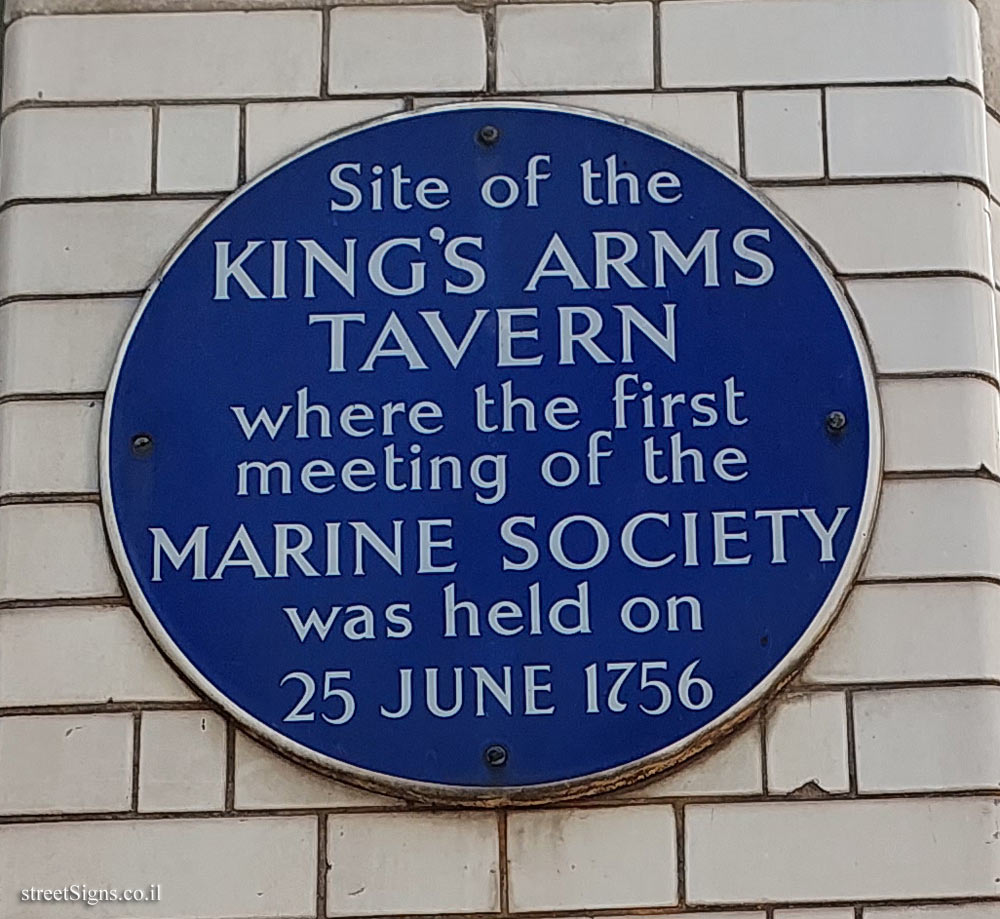 Site of the
KING'S ARMS
TAVERN
where the first
meeting of the
MARINE SOCIETY
was held on
25 JUNE 1756
streetSigns.co.il